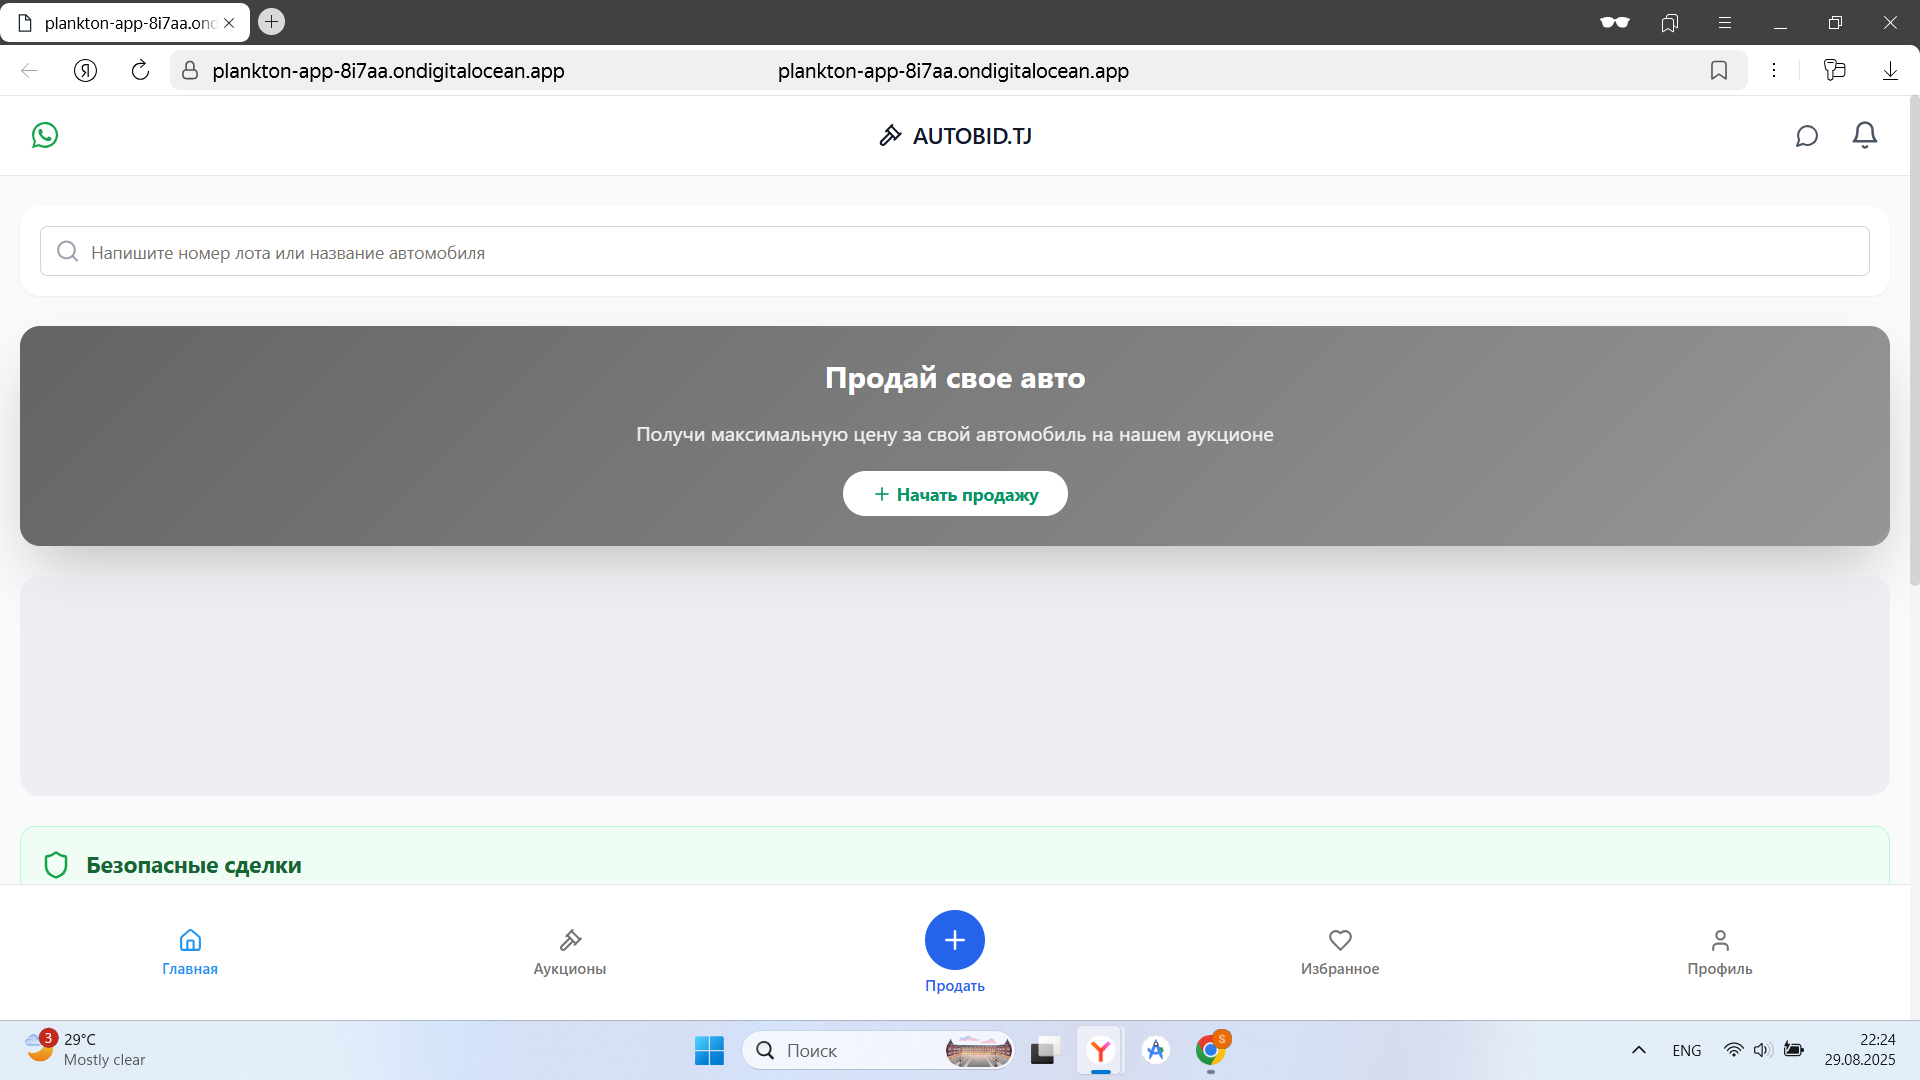 plankton-app-8i7aa.ond
plankton-app-8i7aa.ondigitalocean.app
plankton-app-8i7aa.ondigitalocean.app
AUTOBID.TJ
Напишите номер лота или название автомобиля
Продай свое авто
Получи максимальную цену за свой автомобиль на нашем аукционе
+ Начать продажу
Безопасные сделки
Главная
Аукционы
Продать
Избранное
Профиль
3
29°C
Mostly clear
Поиск
S
ENG
22:24
29.08.2025